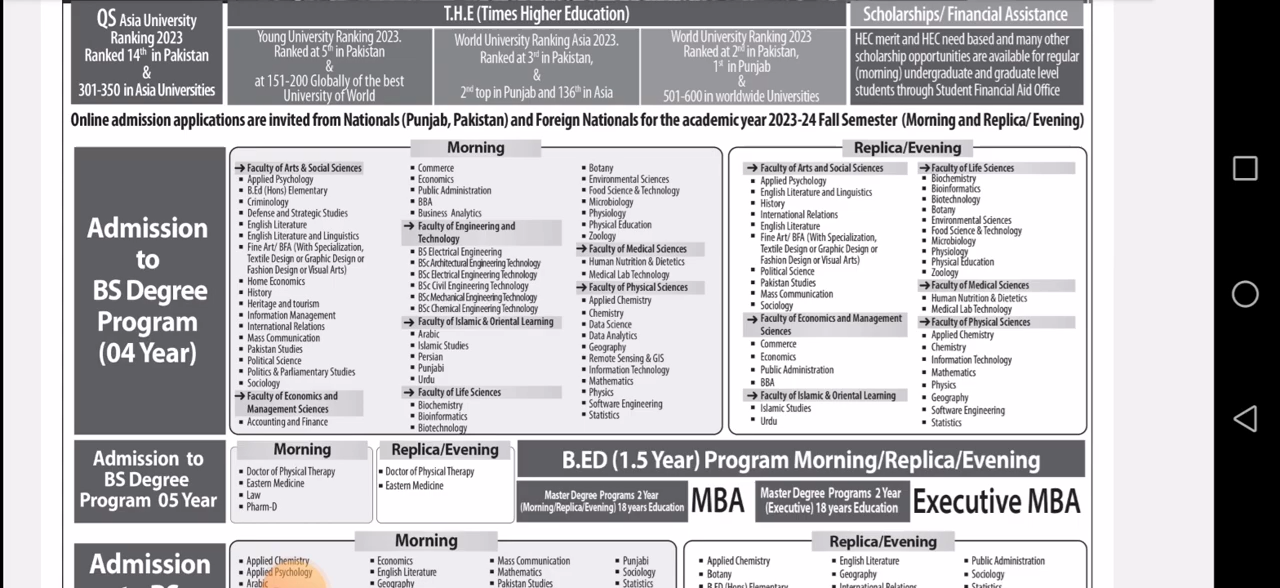 QS Asia University
Ranking 2023
Ranked 14th in Pakistan
&
301-350 in Asia Universities
T.H.E (Times Higher Education)
Young University Ranking 2023.
Ranked at 5th in Pakistan
&
at 151-200 Globally of the best
University of World
World University Ranking Asia 2023.
Ranked at 3rd in Pakistan,
&
2nd top in Punjab and 136th in Asia
World University Ranking 2023
Ranked at 2nd in Pakistan,
1st in Punjab
&
501-600 in worldwide Universities
Scholarships/ Financial Assistance
HEC merit and HEC need based and many other
scholarship opportunities are available for regular
(morning) undergraduate and graduate level
students through Student Financial Aid Office
Online admission applications are invited from Nationals (Punjab, Pakistan) and Foreign Nationals for the academic year 2023-24 Fall Semester (Morning and Replica/ Evening)
Admission
to
BS Degree
Program
(04 Year)
Morning
→ Faculty of Arts & Social Sciences
▪ Applied Psychology
▪ B.Ed (Hons) Elementary
▪ Criminology
▪ Defense and Strategic Studies
▪ English Literature
▪ English Literature and Linguistics
▪ Fine Art/ BFA (With Specialization,
Textile Design or Graphic Design or
Fashion Design or Visual Arts)
▪ Home Economics
▪ History
▪ Heritage and tourism
▪ Information Management
▪ International Relations
▪ Mass Communication
▪ Pakistan Studies
▪ Political Science
▪ Politics & Parliamentary Studies
▪ Sociology
→ Faculty of Economics and
Management Sciences
▪ Accounting and Finance
▪ Commerce
▪ Economics
▪ Public Administration
▪ BBA
▪ Business Analytics
→ Faculty of Engineering and
Technology
▪ BS Electrical Engineering
▪ BSc Architectural Engineering Technology
▪ BSc Electrical Engineering Technology
▪ BSc Civil Engineering Technology
▪ BSc Mechanical Engineering Technology
▪ BSc Chemical Engineering Technology
→ Faculty of Islamic & Oriental Learning
▪ Arabic
▪ Islamic Studies
▪ Persian
▪ Punjabi
▪ Urdu
→ Faculty of Life Sciences
▪ Biochemistry
▪ Bioinformatics
▪ Biotechnology
▪ Botany
▪ Environmental Sciences
▪ Food Science & Technology
▪ Microbiology
▪ Physiology
▪ Physical Education
▪ Zoology
→ Faculty of Medical Sciences
▪ Human Nutrition & Dietetics
▪ Medical Lab Technology
→ Faculty of Physical Sciences
▪ Applied Chemistry
▪ Chemistry
▪ Data Science
▪ Data Analytics
▪ Geography
▪ Remote Sensing & GIS
▪ Information Technology
▪ Mathematics
▪ Physics
▪ Software Engineering
▪ Statistics
Replica/Evening
→ Faculty of Arts and Social Sciences
▪ Applied Psychology
▪ English Literature and Linguistics
▪ History
▪ International Relations
▪ English Literature
▪ Fine Art/ BFA (With Specialization,
Textile Design or Graphic Design or
Fashion Design or Visual Arts)
▪ Political Science
▪ Pakistan Studies
▪ Mass Communication
▪ Sociology
→ Faculty of Economics and Management
Sciences
▪ Commerce
▪ Economics
▪ Public Administration
▪ BBA
→ Faculty of Islamic & Oriental Learning
▪ Islamic Studies
▪ Urdu
→ Faculty of Life Sciences
▪ Biochemistry
▪ Bioinformatics
▪ Biotechnology
▪ Botany
▪ Environmental Sciences
▪ Food Science & Technology
▪ Microbiology
▪ Physiology
▪ Physical Education
▪ Zoology
→ Faculty of Medical Sciences
▪ Human Nutrition & Dietetics
▪ Medical Lab Technology
→ Faculty of Physical Sciences
▪ Applied Chemistry
▪ Chemistry
▪ Information Technology
▪ Mathematics
▪ Physics
▪ Geography
▪ Software Engineering
▪ Statistics
Admission to
BS Degree
Program 05 Year
Morning
▪ Doctor of Physical Therapy
▪ Eastern Medicine
▪ Law
▪ Pharm-D
Replica/Evening
▪ Doctor of Physical Therapy
▪ Eastern Medicine
B.ED (1.5 Year) Program Morning/Replica/Evening
Master Degree Programs 2 Year
(Morning/Replica/Evening) 18 years Education
MBA
Master Degree Programs 2 Year
(Executive) 18 years Education
Executive MBA
Admission
Morning
▪ Applied Chemistry
▪ Applied Psychology
▪ Arabic
▪ Economics
▪ English Literature
▪ Geography
▪ Mass Communication
▪ Mathematics
▪ Pakistan Studies
▪ Punjabi
▪ Sociology
▪ Statistics
Replica/Evening
▪ Applied Chemistry
▪ Botany
▪ B.ED (Hons) Elementary
▪ English Literature
▪ Geography
▪ International Relations
▪ Public Administration
▪ Sociology
▪ Statistics